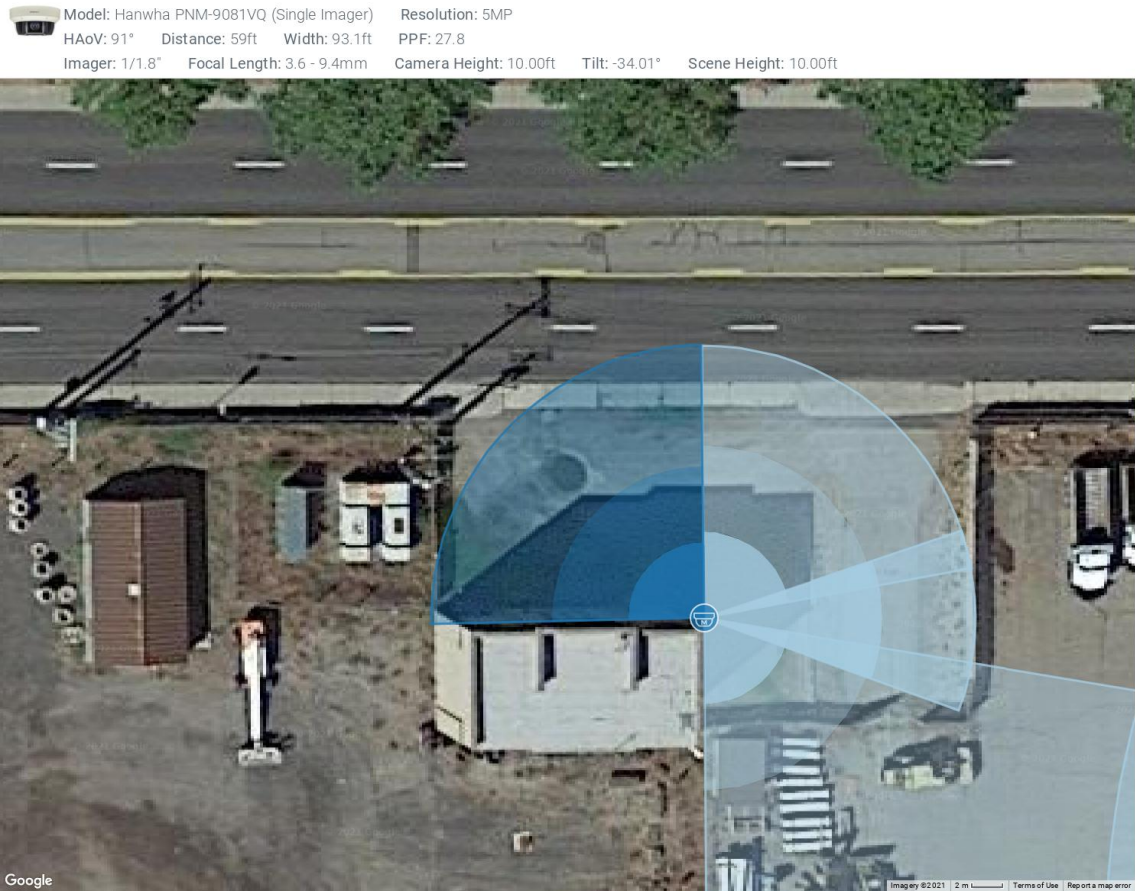 Model: Hanwha PNM-9081VQ (Single Imager) Resolution: 5MP
HAoV: 91° Distance: 59ft Width: 93.1ft PPF: 27.8
Imager: 1/1.8" Focal Length: 3.6 - 9.4mm Camera Height: 10.00ft Tilt: -34.01° Scene Height: 10.00ft
M
Google
Imagery ©2021 2 m Terms of Use Report a map error